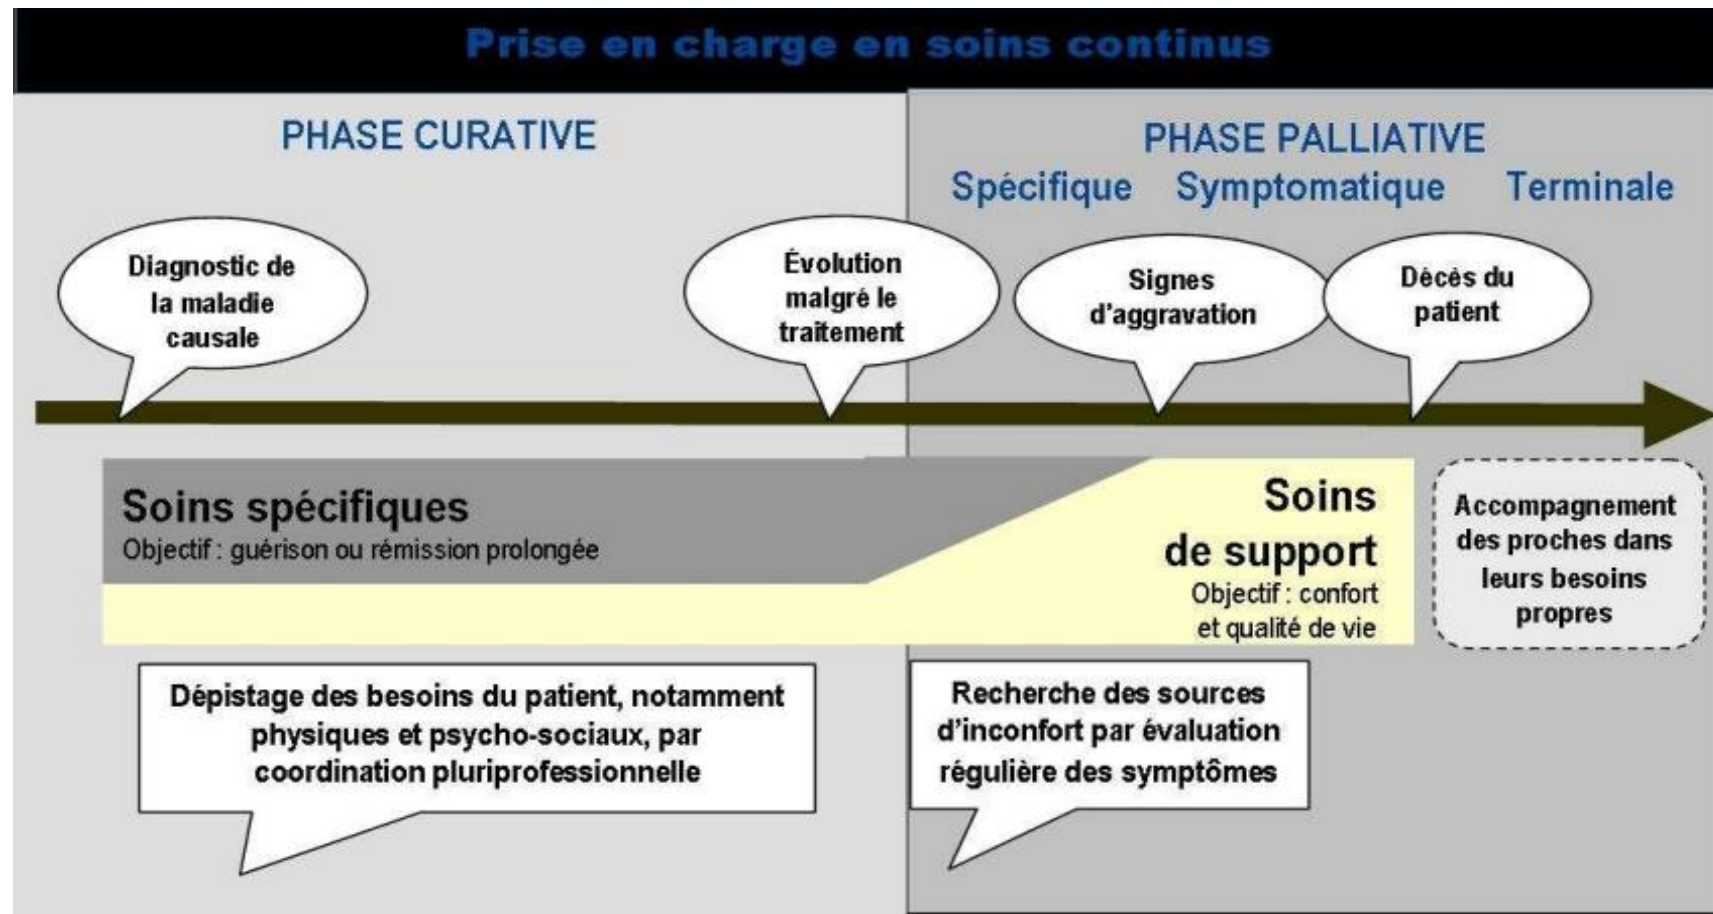 Prise en charge en soins continus
PHASE CURATIVE
PHASE PALLIATIVE
Spécifique Symptomatique Terminale
Diagnostic de
la maladie
causale
Évolution
malgré le
traitement
Signes
d'aggravation
Décès du
patient
Soins spécifiques
Objectif : guérison ou rémission prolongée
Soins
de support
Objectif : confort
et qualité de vie
Accompagnement
des proches dans
leurs besoins
propres
Dépistage des besoins du patient, notamment
physiques et psycho-sociaux, par
coordination pluriprofessionnelle
Recherche des sources
d'inconfort par évaluation
régulière des symptômes